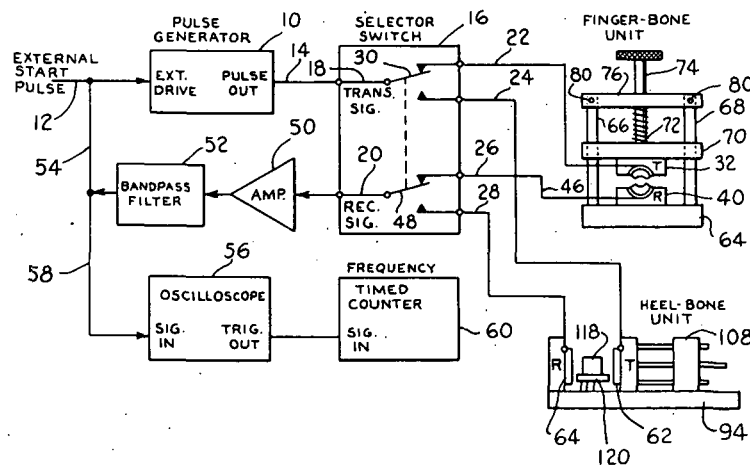 PULSE GENERATOR
10
14
SELECTOR SWITCH
16
FINGER-BONE UNIT
EXTERNAL START PULSE
12
EXT. DRIVE
PULSE OUT
18
30
TRANS. SIG.
22
24
74
80
76
80
66
72
68
70
T
32
R
40
64
54
52
BANDPASS FILTER
50
AMP.
20
REC. SIG.
48
26
28
46
58
56
OSCILLOSCOPE
SIG. IN
TRIG. OUT
FREQUENCY TIMED COUNTER
SIG. IN
60
HEEL-BONE UNIT
108
118
R
T
64
120
62
94